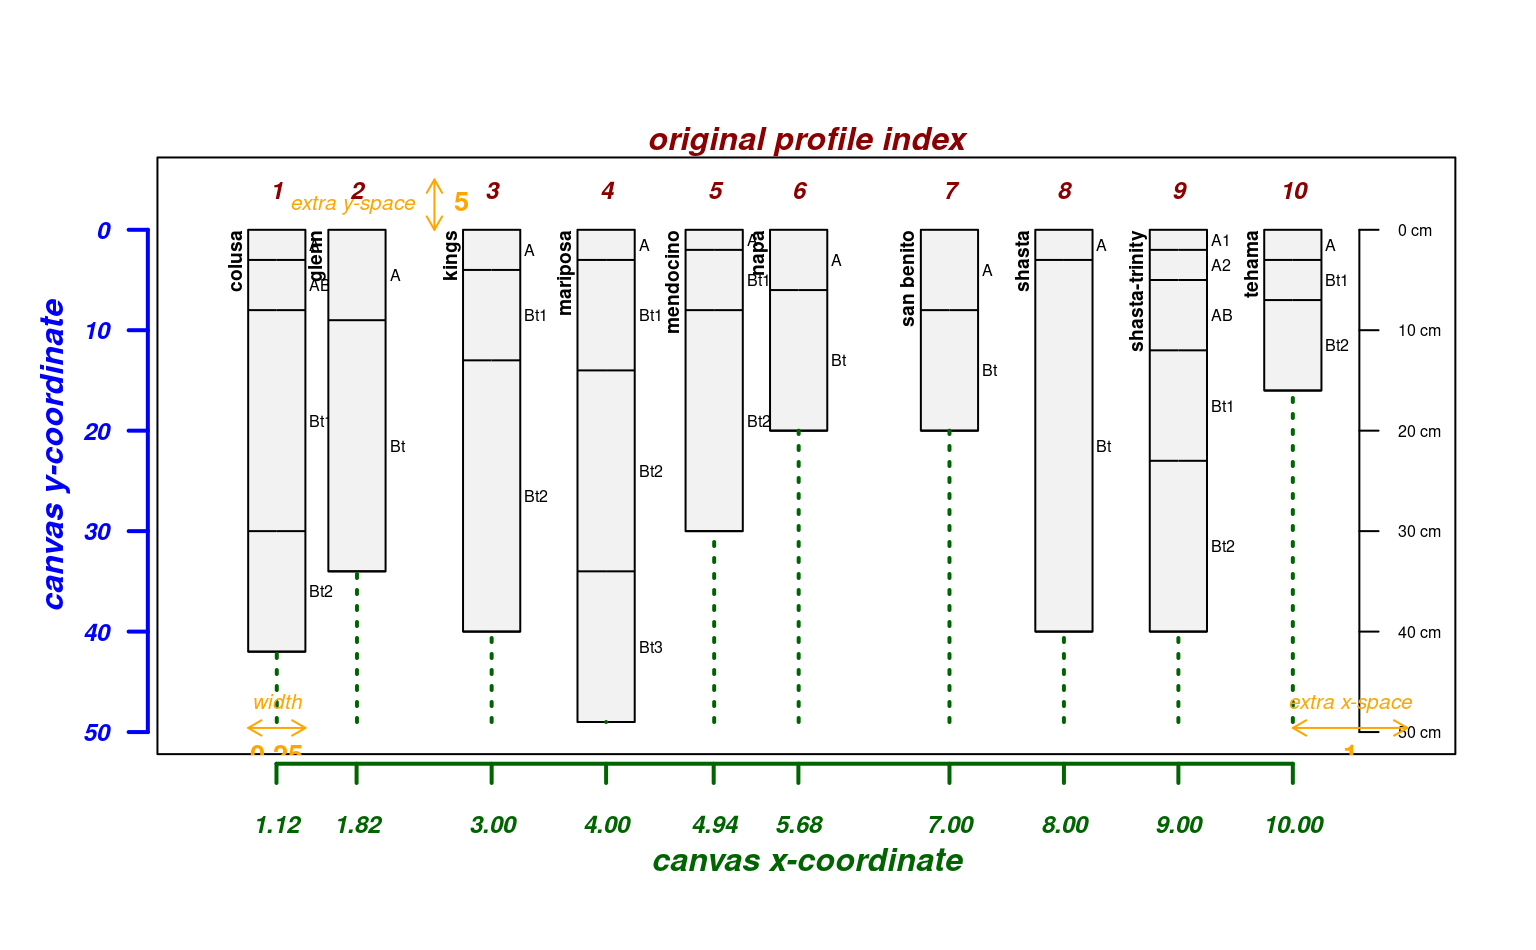 original profile index
1 2 3 4 5 6 7 8 9 10
extra y-space 5
canvas y-coordinate
0
10
20
30
40
50
colusa
AB
Bt1
Bt2
glenn
A
Bt
kings
A
Bt1
Bt2
mariposa
A
Bt1
Bt2
Bt3
mendocino
A
Bt1
Bt2
napa
A
Bt
san benito
A
Bt
shasta
A
Bt
shasta-trinity
A1
A2
AB
Bt1
Bt2
tehama
A
Bt1
Bt2
0 cm
10 cm
20 cm
30 cm
40 cm
50 cm
width
0.25
extra x-space
1
1.12 1.82 3.00 4.00 4.94 5.68 7.00 8.00 9.00 10.00
canvas x-coordinate